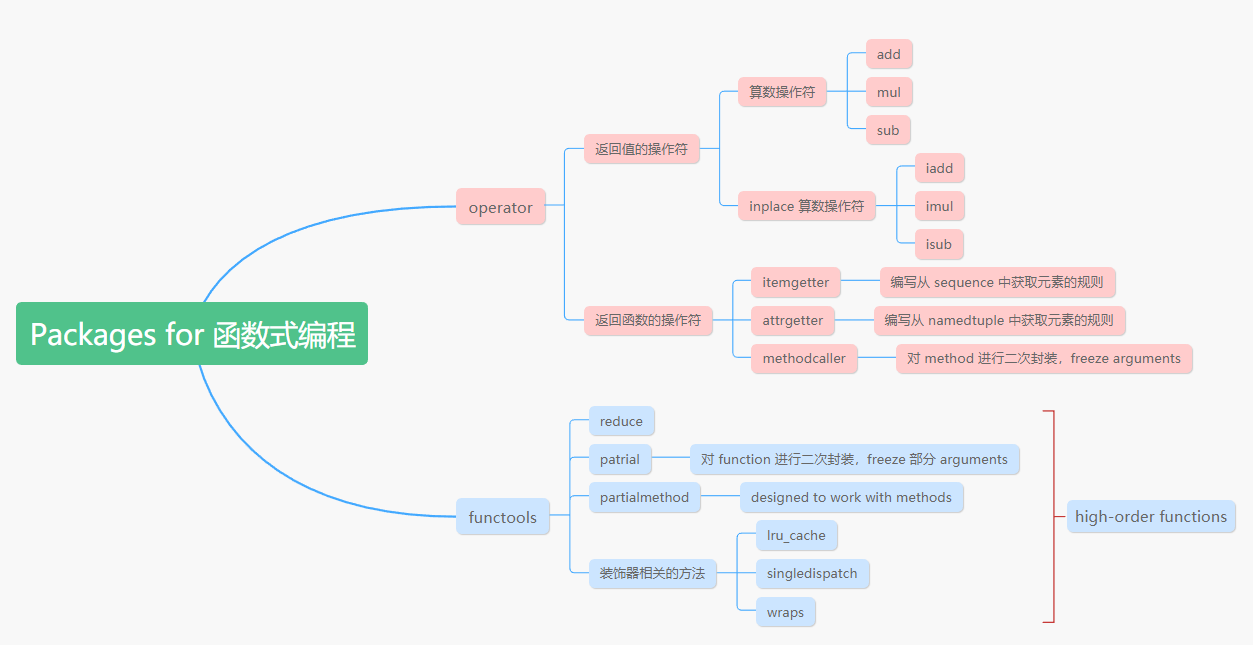 Packages for 函数式编程
operator
返回值的操作符
算数操作符
add
mul
sub
inplace 算数操作符
iadd
imul
isub
返回函数的操作符
itemgetter
编写从 sequence 中获取元素的规则
attrgetter
编写从 namedtuple 中获取元素的规则
methodcaller
对 method 进行二次封装，freeze arguments
functools
reduce
patrial
对 function 进行二次封装，freeze 部分 arguments
partialmethod
designed to work with methods
装饰器相关的方法
lru_cache
singledispatch
wraps
high-order functions